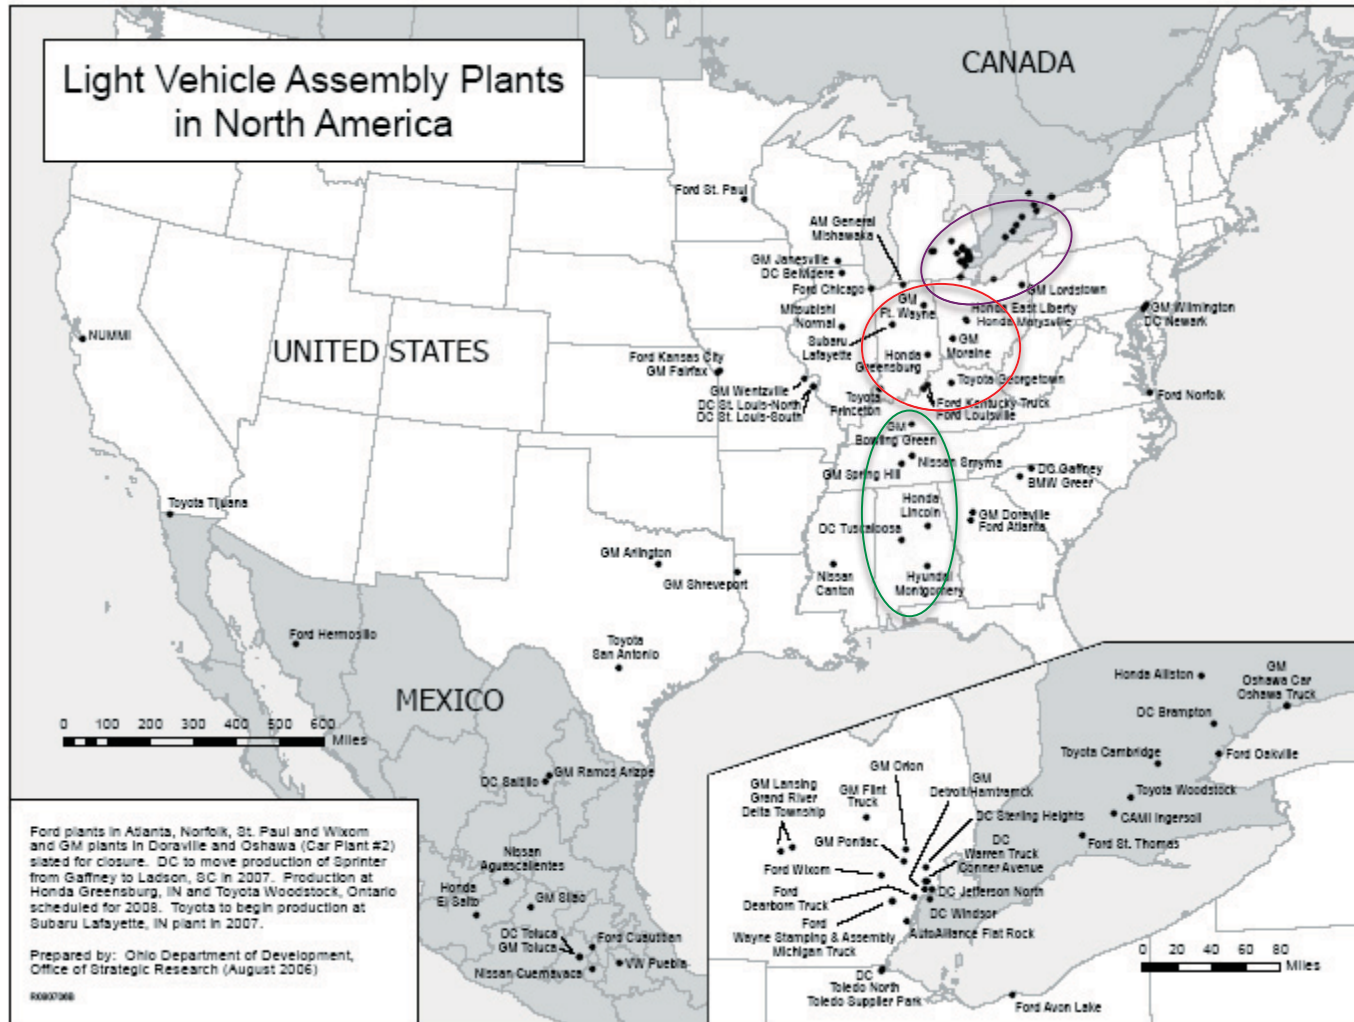 Light Vehicle Assembly Plants
in North America
CANADA
UNITED STATES
MEXICO
Ford St. Paul
AM General
Mishawaka
GM Janesville
DC Belvidere
Ford Chicago
Mitsubishi
Normal
GM
Ft. Wayne
Subaru
Lafayette
Honda
Greensburg
Honda East Liberty
Honda Marysville
GM Lordstown
GM
Moraine
GM Wilmington
DC Newark
NUMMI
Ford Kansas City
GM Fairfax
GM Wentzville
DC St. Louis-North
DC St. Louis-South
Toyota
Princeton
Toyota Georgetown
Ford Kentucky Truck
Ford Louisville
Ford Norfolk
GM
Bowling Green
Nissan Smyrna
GM Spring Hill
DC Gaffney
BMW Greer
Honda
Lincoln
GM Doraville
Ford Atlanta
DC Tuscaloosa
Nissan
Canton
Hyundai
Montgomery
Toyota Tijuana
GM Arlington
GM Shreveport
Toyota
San Antonio
Ford Hermosillo
0 100 200 300 400 500 600
Miles
DC Saltillo
GM Ramos Arizpe
Nissan
Aguascalientes
Honda
El Salto
GM Silao
DC Toluca
GM Toluca
Ford Cuautitlan
VW Puebla
Nissan Cuernavaca
Ford plants in Atlanta, Norfolk, St. Paul and Wixom
and GM plants in Doraville and Oshawa (Car Plant #2)
slated for closure. DC to move production of Sprinter
from Gaffney to Ladson, SC in 2007. Production at
Honda Greensburg, IN and Toyota Woodstock, Ontario
scheduled for 2008. Toyota to begin production at
Subaru Lafayette, IN plant in 2007.
Prepared by: Ohio Department of Development,
Office of Strategic Research (August 2006)
Honda Alliston
GM
Oshawa Car
Oshawa Truck
DC Brampton
Toyota Cambridge
Ford Oakville
Toyota Woodstock
CAMI Ingersoll
Ford St. Thomas
GM Orion
GM Lansing
Grand River
Delta Township
GM Flint
Truck
GM
Detroit/Hamtramck
DC Sterling Heights
GM Pontiac
DC
Warren Truck
Conner Avenue
Ford Wixom
DC Jefferson North
Ford
Dearborn Truck
DC Windsor
Ford
Wayne Stamping & Assembly
Michigan Truck
AutoAlliance Flat Rock
DC
Toledo North
Toledo Supplier Park
Ford Avon Lake
0 20 40 60 80
Miles